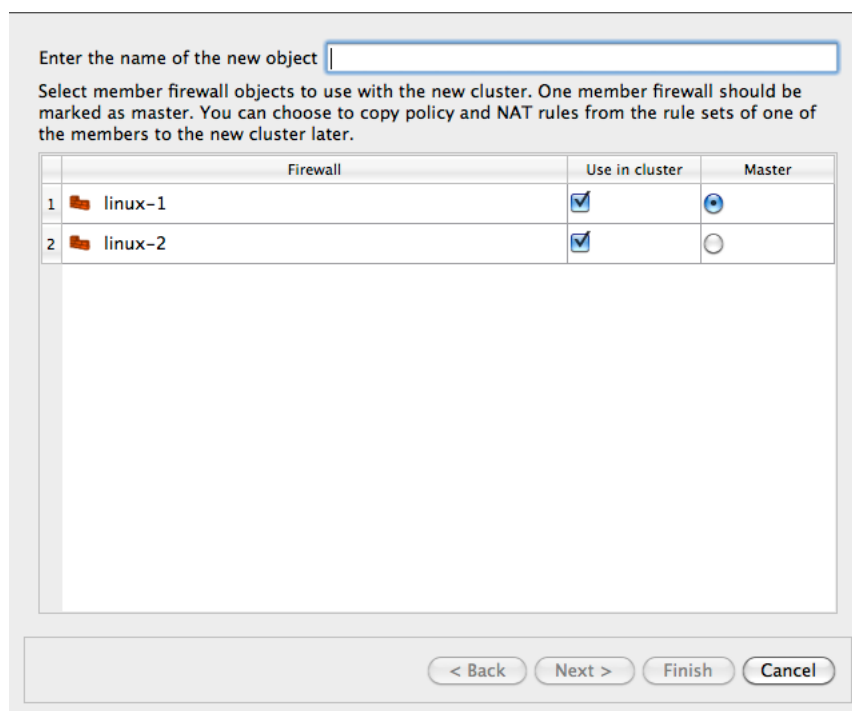 Enter the name of the new object
Select member firewall objects to use with the new cluster. One member firewall should be
marked as master. You can choose to copy policy and NAT rules from the rule sets of one of
the members to the new cluster later.
Firewall Use in cluster Master
1 linux-1
2 linux-2
< Back Next > Finish Cancel